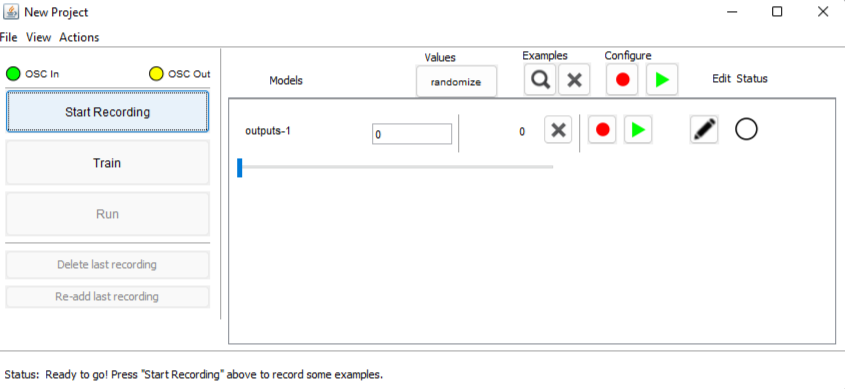 New Project
File View Actions
OSC In
OSC Out
Start Recording
Train
Run
Delete last recording
Re-add last recording
Models
Values
randomize
Examples
Configure
Edit Status
outputs-1
0
0
Status: Ready to go! Press "Start Recording" above to record some examples.